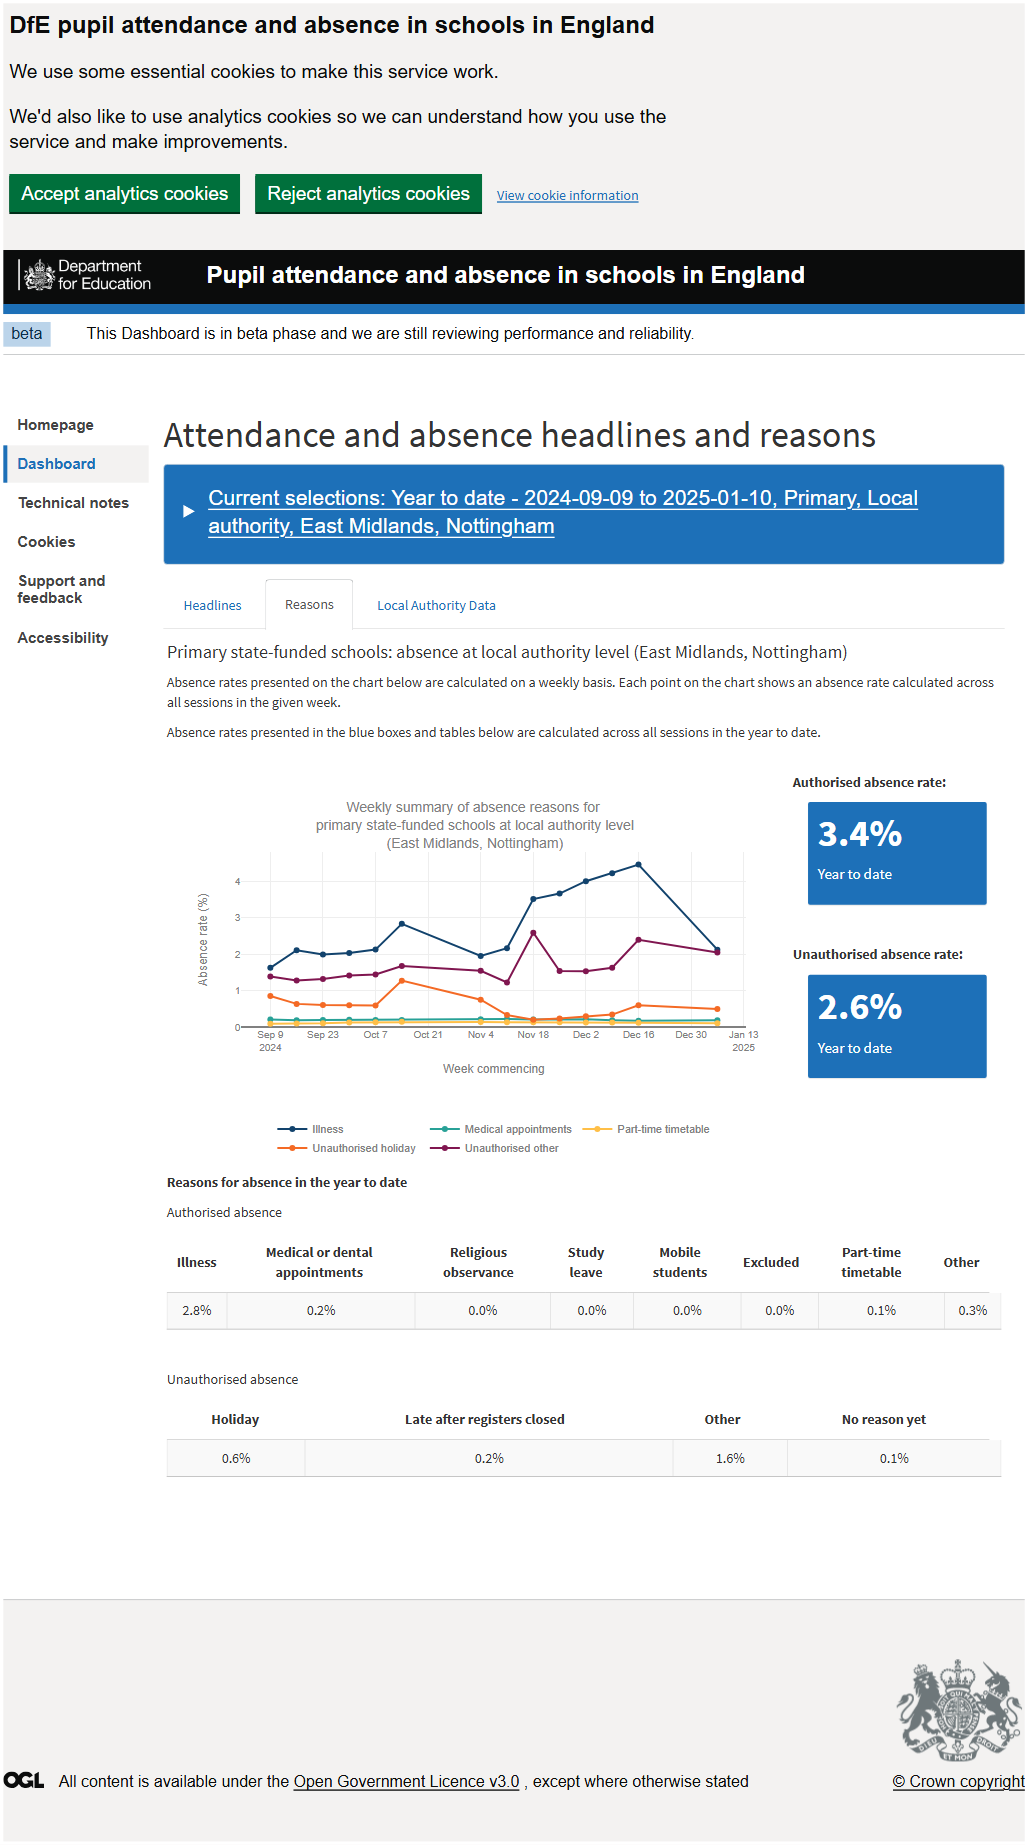 DfE pupil attendance and absence in schools in England
We use some essential cookies to make this service work.
We'd also like to use analytics cookies so we can understand how you use the
service and make improvements.
Accept analytics cookies
Reject analytics cookies
View cookie information
Department
for Education
Pupil attendance and absence in schools in England
beta
This Dashboard is in beta phase and we are still reviewing performance and reliability.
Homepage
Dashboard
Technical notes
Cookies
Support and
feedback
Accessibility
Attendance and absence headlines and reasons
Current selections: Year to date - 2024-09-09 to 2025-01-10, Primary, Local
authority, East Midlands, Nottingham
Headlines
Reasons
Local Authority Data
Primary state-funded schools: absence at local authority level (East Midlands, Nottingham)
Absence rates presented on the chart below are calculated on a weekly basis. Each point on the chart shows an absence rate calculated across
all sessions in the given week.
Absence rates presented in the blue boxes and tables below are calculated across all sessions in the year to date.
Weekly summary of absence reasons for
primary state-funded schools at local authority level
(East Midlands, Nottingham)
Absence rate (%)
4
3
2
1
0
Sep 9
2024
Sep 23
Oct 7
Oct 21
Nov 4
Nov 18
Dec 2
Dec 16
Dec 30
Jan 13
2025
Week commencing
Illness
Medical appointments
Part-time timetable
Unauthorised holiday
Unauthorised other
Authorised absence rate:
3.4%
Year to date
Unauthorised absence rate:
2.6%
Year to date
Reasons for absence in the year to date
Authorised absence
Illness
Medical or dental
appointments
Religious
observance
Study
leave
Mobile
students
Excluded
Part-time
timetable
Other
2.8%
0.2%
0.0%
0.0%
0.0%
0.0%
0.1%
0.3%
Unauthorised absence
Holiday
Late after registers closed
Other
No reason yet
0.6%
0.2%
1.6%
0.1%
DIEU ET MON DROIT
OGL
All content is available under the Open Government Licence v3.0 , except where otherwise stated
© Crown copyright